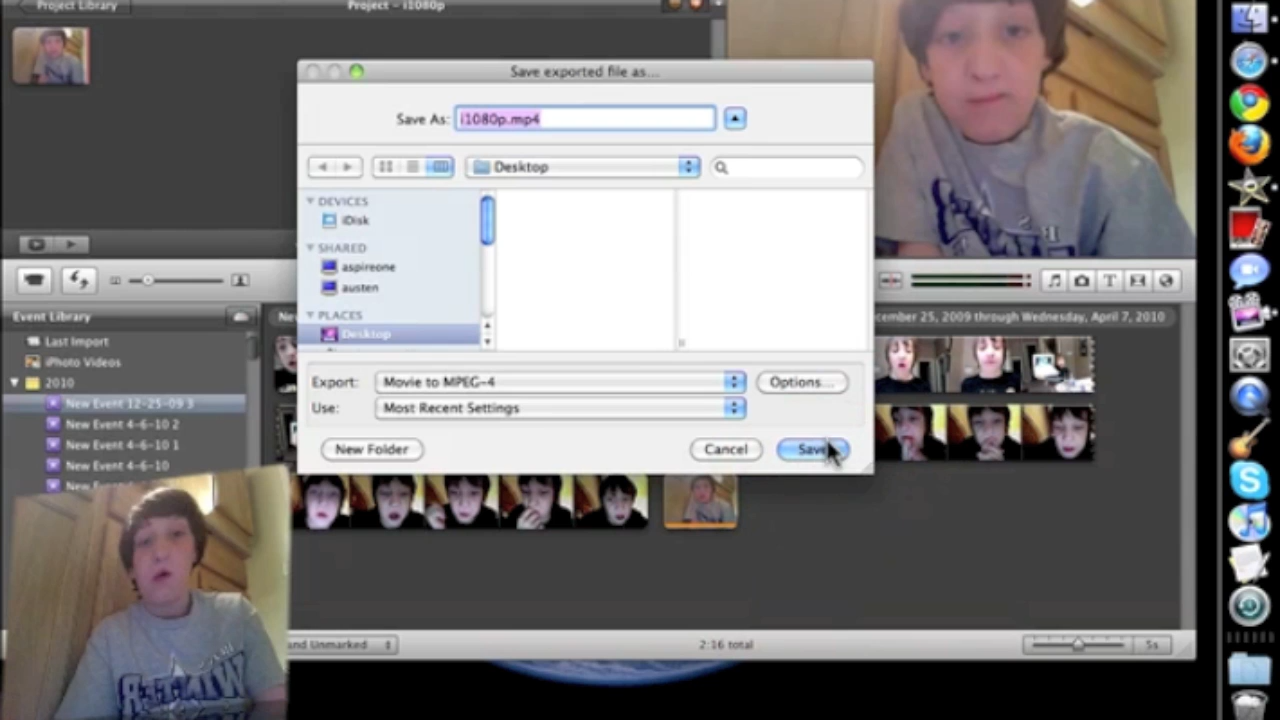 Project Library
Project - i1080p
Save exported file as...
Save As:
i1080p.mp4
Desktop
DEVICES
iDisk
SHARED
aspireone
austen
PLACES
Desktop
Export:
Movie to MPEG-4
Options...
Use:
Most Recent Settings
New Folder
Cancel
Save
Event Library
Last Import
iPhoto Videos
2010
New Event 12-25-09 3
New Event 4-6-10 2
New Event 4-6-10 1
New Event 4-6-10
cember 25, 2009 through Wednesday, April 7, 2010
and Unmarked
2:16 total
5s